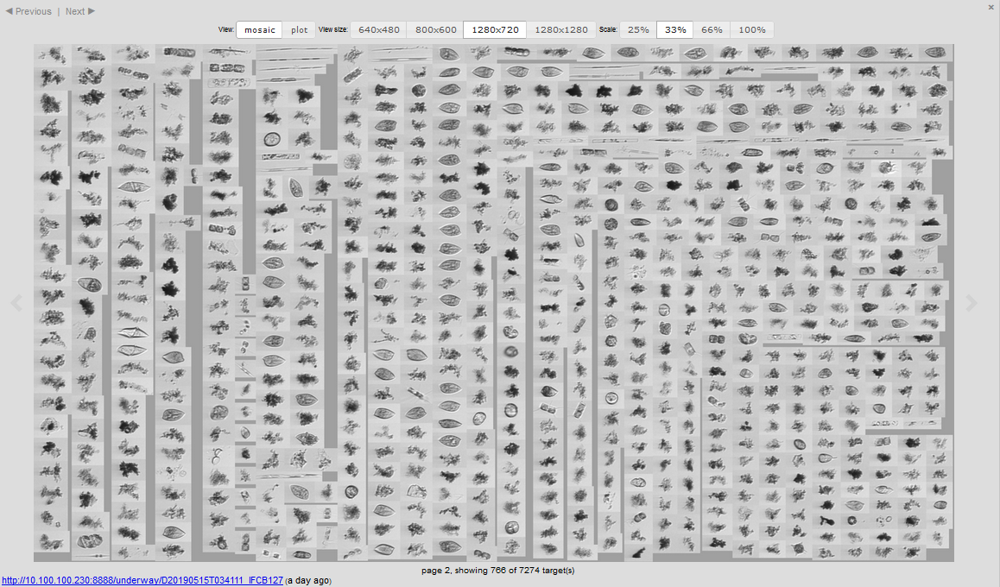 ◀ Previous | Next ▶ ×
View: mosaic plot View size: 640x480 800x600 1280x720 1280x1280 Scale: 25% 33% 66% 100%
page 2, showing 766 of 7274 target(s)
http://10.100.100.230:8888/underway/D20190515T034111_IFCB127 (a day ago)